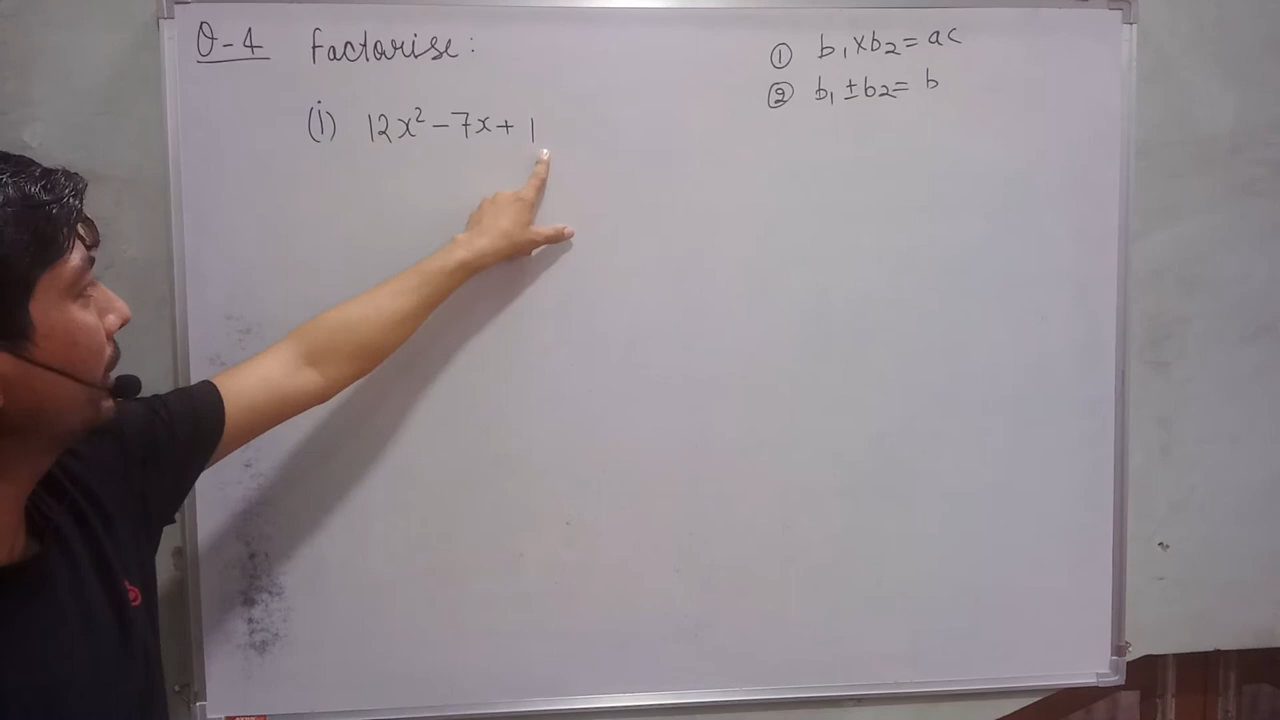 Q-4 Factorise:
(i) 12x² - 7x + 1
① b₁ x b₂ = ac
② b₁ ± b₂ = b